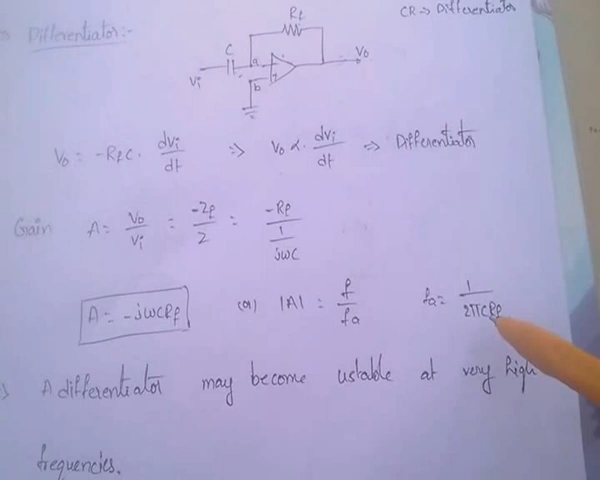 CR => Differentiator
Differentiator:-
Rf
C
a
Vo
Vi
b
Vo = -RfC. dvi/dt => Vo α. dvi/dt => Differentiator
Gain A = Vo/Vi = -Zf/Z = -Rf/(1/jωC)
A = -jωCRf (or) |A| = f/fa fa = 1/2πCRf
A differentiator may become ustable at very high
frequencies.